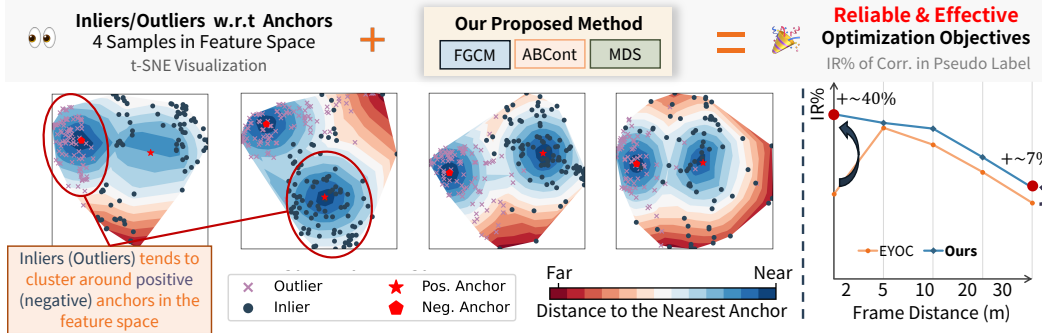 Inliers/Outliers w.r.t Anchors
4 Samples in Feature Space
t-SNE Visualization
+
Our Proposed Method
FGCM
ABCont
MDS
=
Reliable & Effective
Optimization Objectives
IR% of Corr. in Pseudo Label
Inliers (Outliers) tends to
cluster around positive
(negative) anchors in the
feature space
Outlier
Inlier
Pos. Anchor
Neg. Anchor
Far
Near
Distance to the Nearest Anchor
IR%
+~40%
+~7%
EYOC
Ours
2
5
10
20
30
Frame Distance (m)